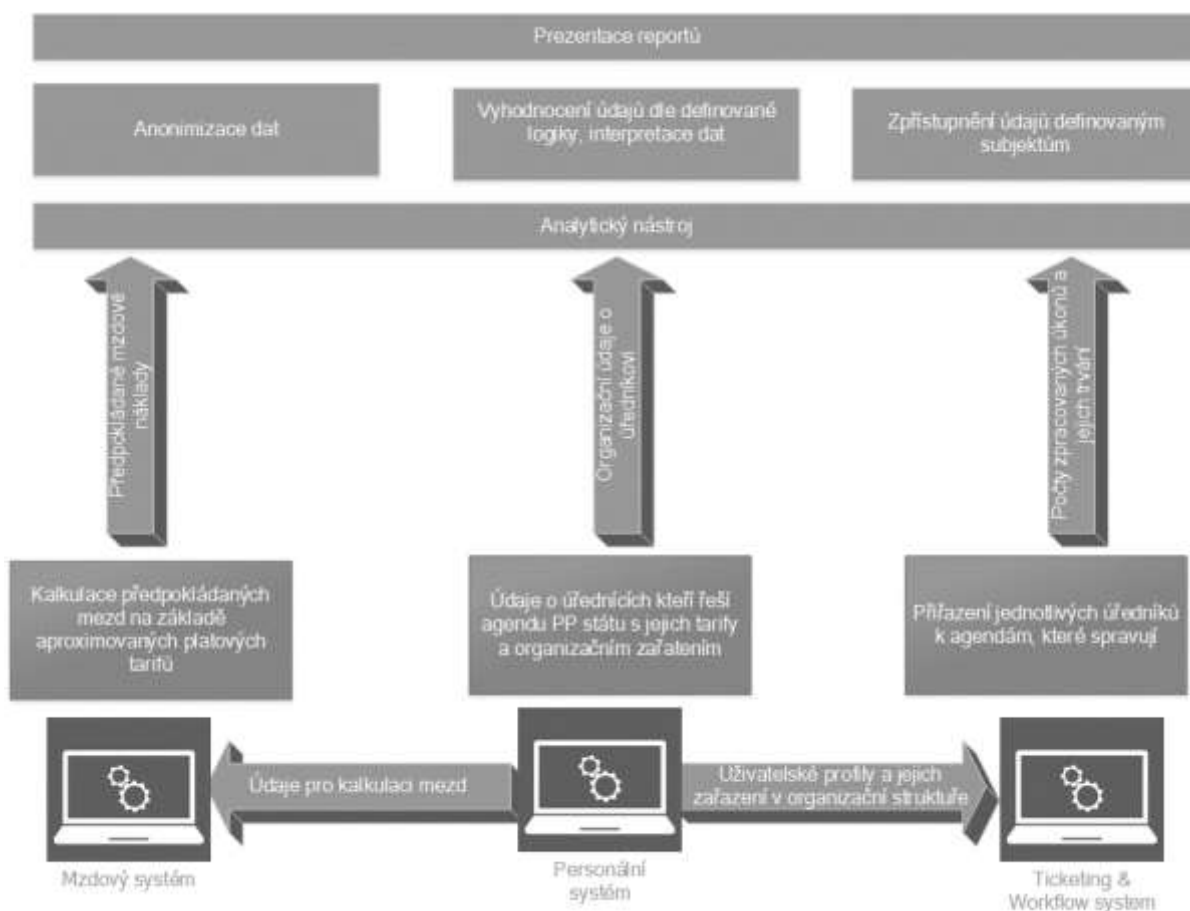 Prezentace reportů
Anonimizace dat
Vyhodnocení údajů dle definované
logiky, interpretace dat
Zpřístupnění údajů definovaným
subjektům
Analytický nástroj
Předpokládané mzdové
náklady
Organizační údaje o
úředníkovi
Počty zpracovaných úkonů a
jejich trvání
Kalkulace předpokládaných
mezd na základě
aproximovaných platových
tarifů
Údaje o úřednících kteří řeší
agendu PP státu s jejich tarify
a organizačním zařatením
Přiřazení jednotlivých úředníků
k agendám, které spravují
Údaje pro kalkulaci mezd
Uživatelské profily a jejich
zařazení v organizační struktuře
Mzdový systém
Personální
systém
Ticketing &
Workflow system